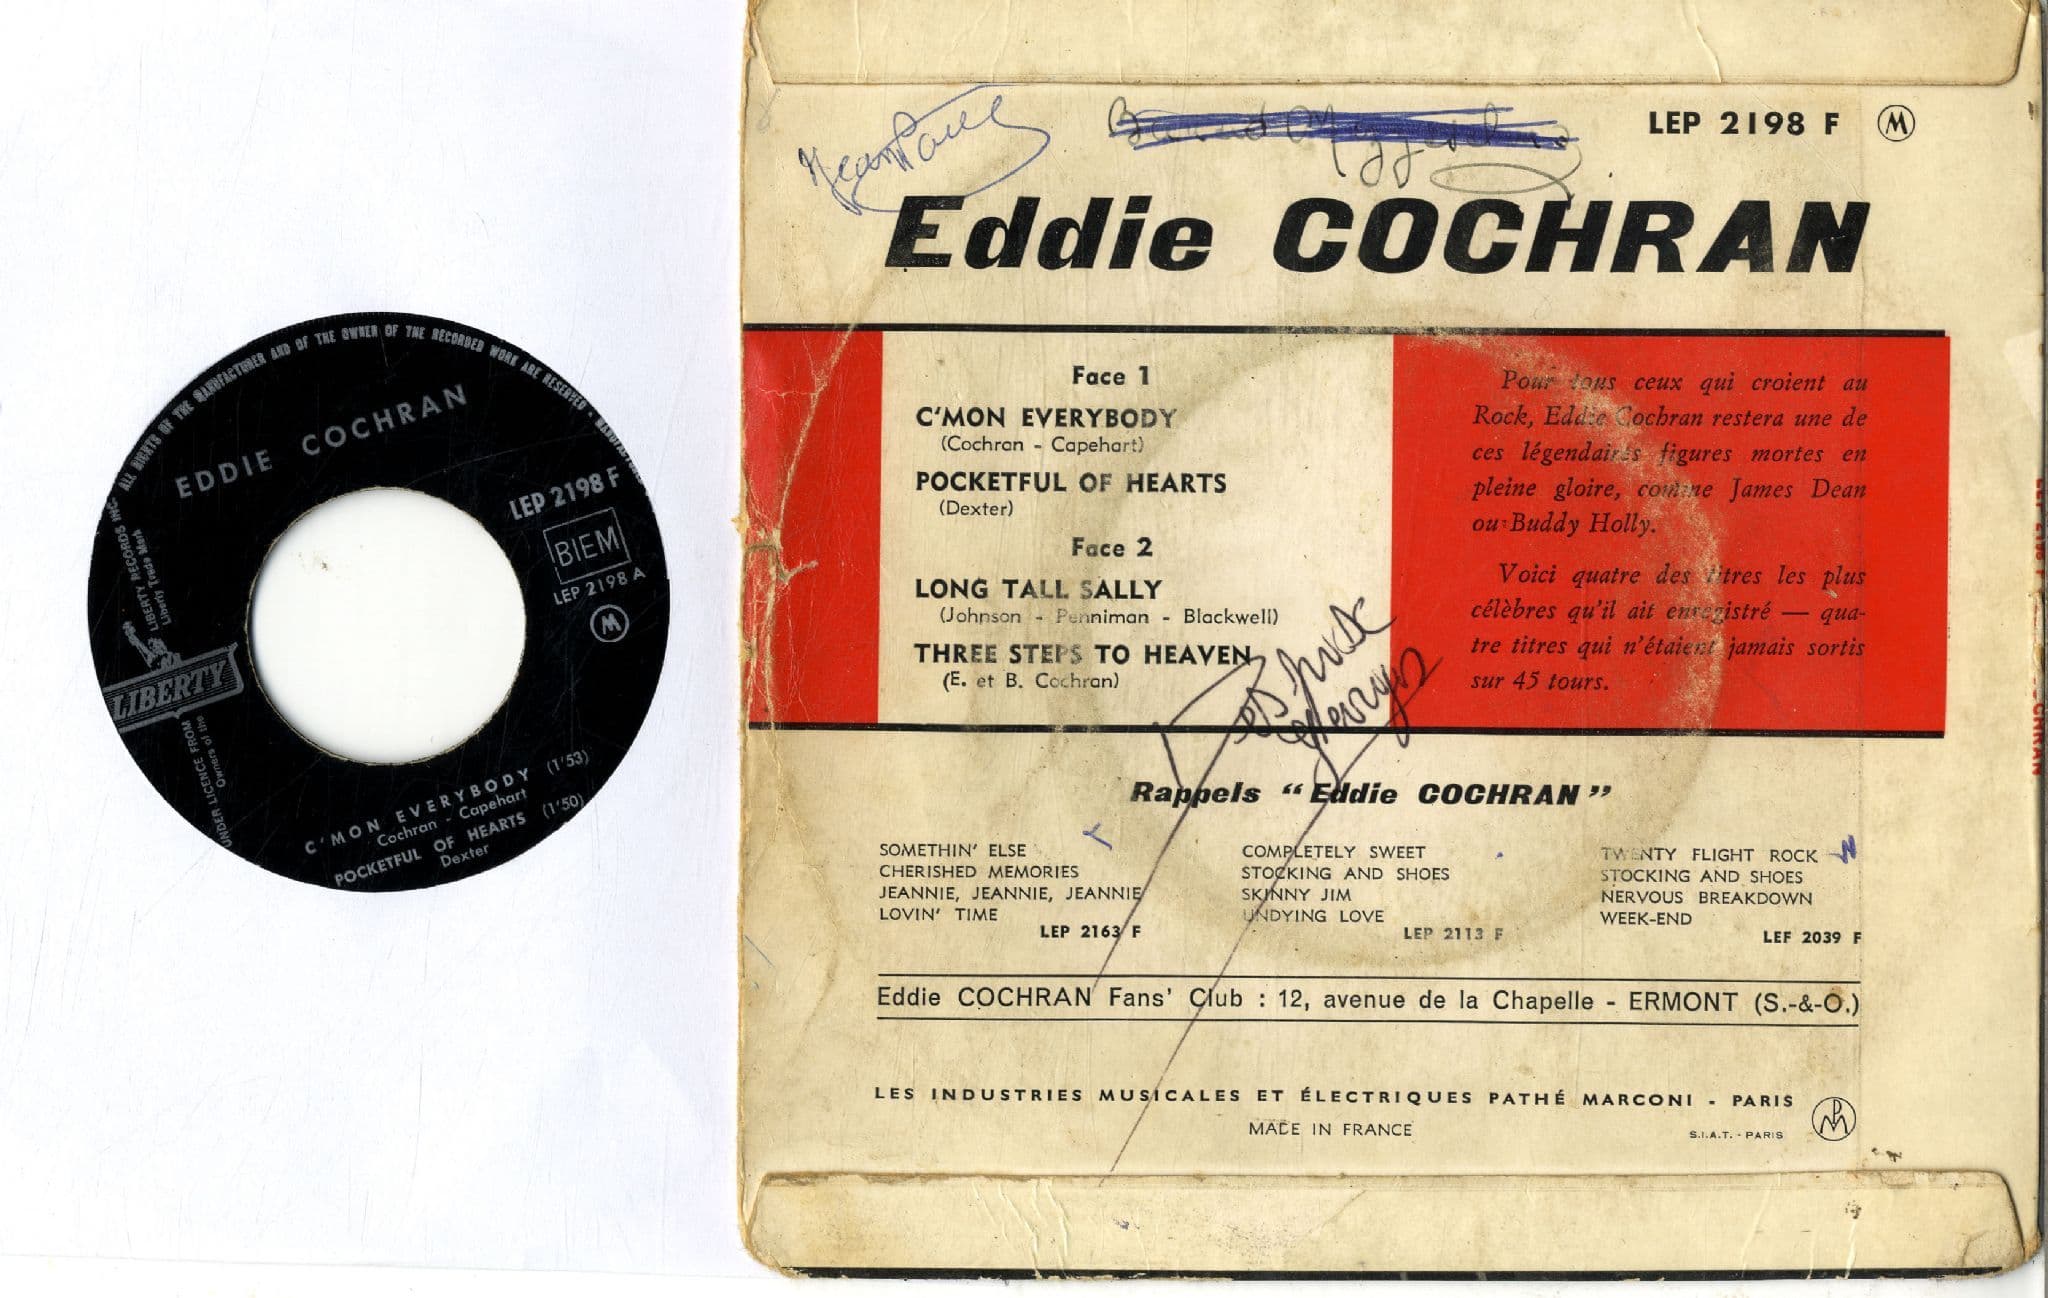 ALL RIGHTS OF THE MANUFACTURER AND OF THE OWNER OF THE RECORDED WORK ARE RESERVED
EDDIE COCHRAN
LEP 2198 F
BIEM
LEP 2198 A
M
LIBERTY RECORDS INC.
Liberty Trade Mark
LIBERTY
UNDER LICENCE FROM
Owners of the
C'MON EVERYBODY (1'53)
Cochran - Capehart
POCKETFUL OF HEARTS (1'50)
Dexter
Jean Paul
LEP 2198 F M
Eddie COCHRAN
Face 1
C'MON EVERYBODY
(Cochran - Capehart)
POCKETFUL OF HEARTS
(Dexter)
Face 2
LONG TALL SALLY
(Johnson - Penniman - Blackwell)
THREE STEPS TO HEAVEN
(E. et B. Cochran)
Pour tous ceux qui croient au
Rock, Eddie Cochran restera une de
ces légendaires figures mortes en
pleine gloire, comme James Dean
ou Buddy Holly.
Voici quatre des titres les plus
célèbres qu'il ait enregistré — qua-
tre titres qui n'étaient jamais sortis
sur 45 tours.
Rappels "Eddie COCHRAN"
SOMETHIN' ELSE
CHERISHED MEMORIES
JEANNIE, JEANNIE, JEANNIE
LOVIN' TIME
LEP 2163 F
COMPLETELY SWEET
STOCKING AND SHOES
SKINNY JIM
UNDYING LOVE
LEP 2113 F
TWENTY FLIGHT ROCK
STOCKING AND SHOES
NERVOUS BREAKDOWN
WEEK-END
LEF 2039 F
Eddie COCHRAN Fans' Club : 12, avenue de la Chapelle - ERMONT (S.-&-O.)
LES INDUSTRIES MUSICALES ET ÉLECTRIQUES PATHÉ MARCONI - PARIS
MADE IN FRANCE
S.I.A.T. - PARIS